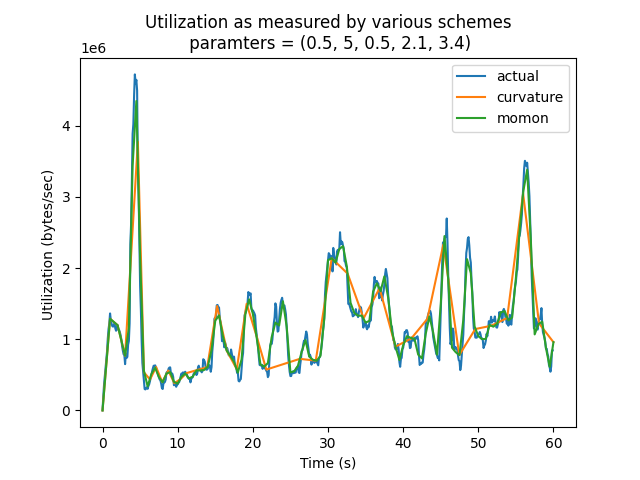 Utilization as measured by various schemes
paramters = (0.5, 5, 0.5, 2.1, 3.4)
1e6
actual
curvature
momon
Utilization (bytes/sec)
4
3
2
1
0
0 10 20 30 40 50 60
Time (s)